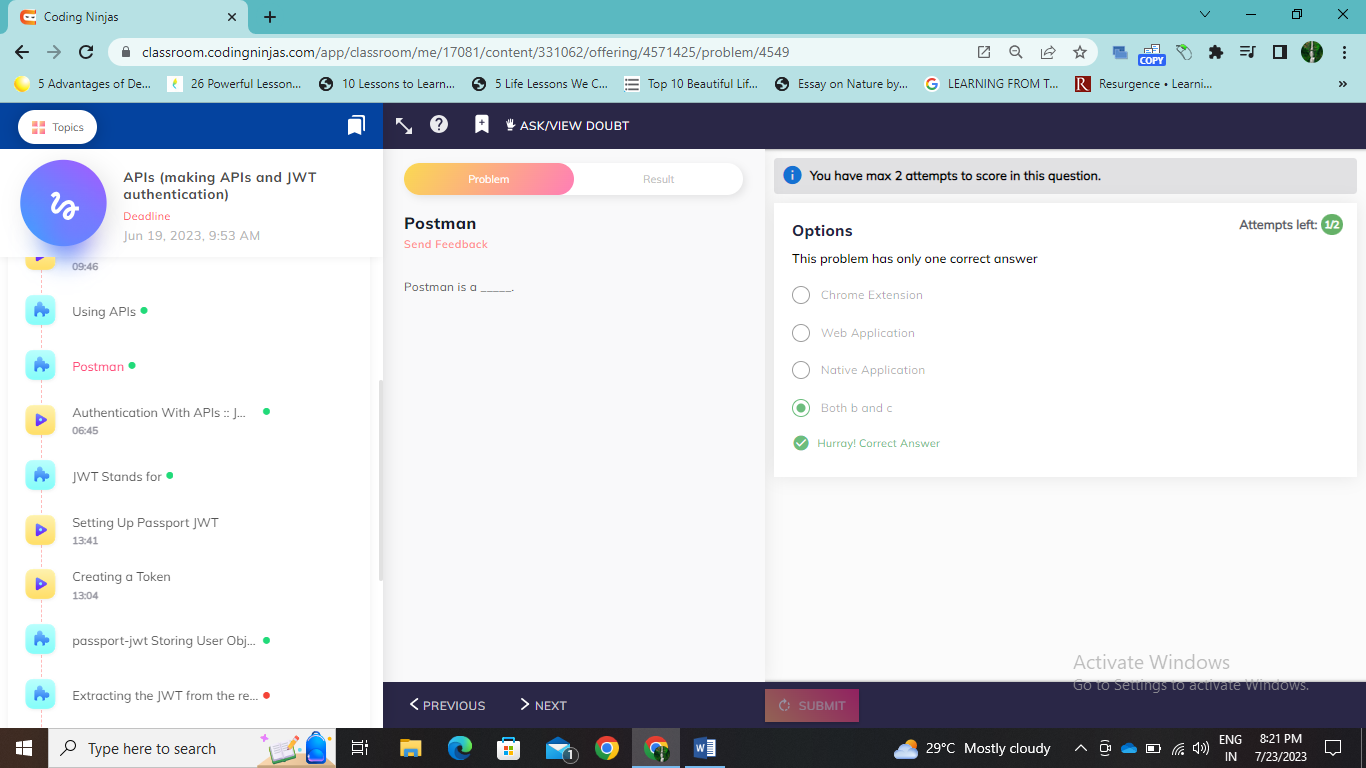 Coding Ninjas
classroom.codingninjas.com/app/classroom/me/17081/content/331062/offering/4571425/problem/4549
COPY
5 Advantages of De...
26 Powerful Lesson...
10 Lessons to Learn...
5 Life Lessons We C...
Top 10 Beautiful Lif...
Essay on Nature by...
LEARNING FROM T...
Resurgence • Learni...
Topics
ASK/VIEW DOUBT
APIs (making APIs and JWT
authentication)
Deadline
Jun 19, 2023, 9:53 AM
09:46
Using APIs
Postman
Authentication With APIs :: J...
06:45
JWT Stands for
Setting Up Passport JWT
13:41
Creating a Token
13:04
passport-jwt Storing User Obj...
Extracting the JWT from the re...
Problem
Result
Postman
Send Feedback
Postman is a _____.
You have max 2 attempts to score in this question.
Options
Attempts left: 1/2
This problem has only one correct answer
Chrome Extension
Web Application
Native Application
Both b and c
Hurray! Correct Answer
Activate Windows
Go to Settings to activate Windows.
PREVIOUS
NEXT
SUBMIT
Type here to search
1
29°C Mostly cloudy
ENG
IN
8:21 PM
7/23/2023